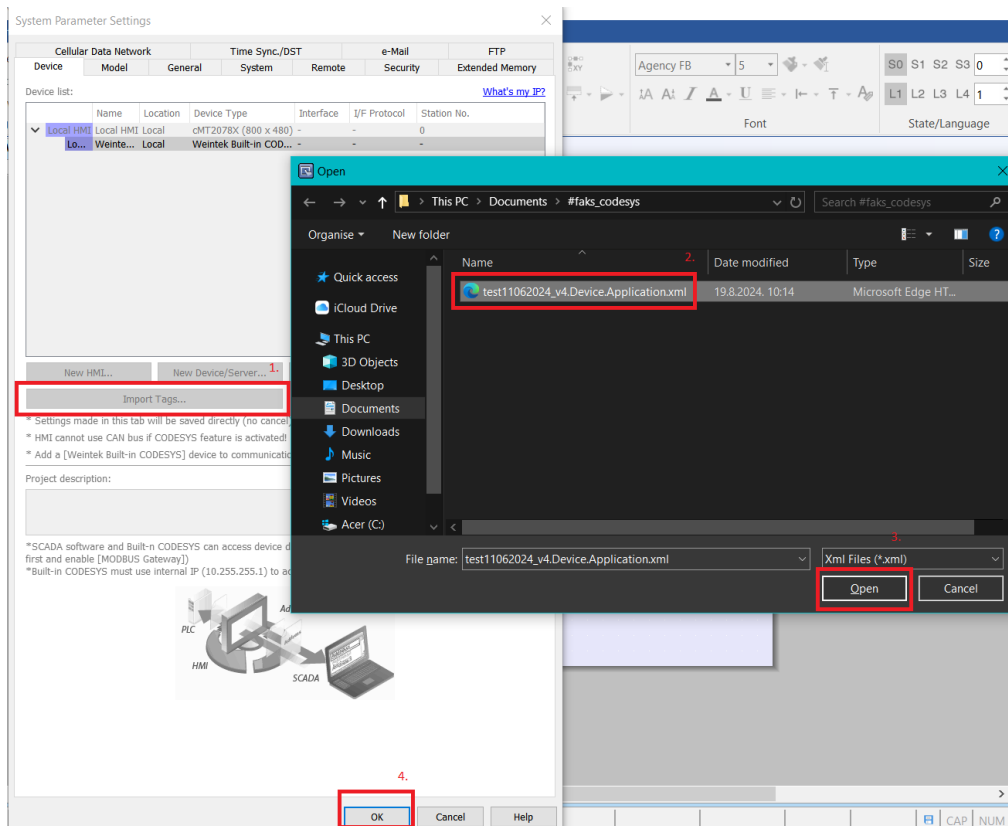 System Parameter Settings
Cellular Data Network Time Sync./DST e-Mail FTP
Device Model General System Remote Security Extended Memory
Device list: What's my IP?
Name Location Device Type Interface I/F Protocol Station No.
Local HMI Local HMI Local cMT2078X (800 x 480) - - 0
Lo... Weinte... Local Weintek Built-in COD... - - -
New HMI... New Device/Server... 1.
Import Tags...
* Settings made in this tab will be saved directly (no cancel
* HMI cannot use CAN bus if CODESYS feature is activated!
* Add a [Weintek Built-in CODESYS] device to communicatio
Project description:
*SCADA software and Built-n CODESYS can access device d
first and enable [MODBUS Gateway])
*Built-in CODESYS must use internal IP (10.255.255.1) to ac
PLC
Ad
HMI
SCADA
4.
OK Cancel Help
Agency FB 5
S0 S1 S2 S3 0
L1 L2 L3 L4 1
Font State/Language
Open
This PC > Documents > #faks_codesys
Search #faks_codesys
Organise New folder
Name 2. Date modified Type Size
test11062024_v4.Device.Application.xml 19.8.2024. 10:14 Microsoft Edge HT...
Quick access
iCloud Drive
This PC
3D Objects
Desktop
Documents
Downloads
Music
Pictures
Videos
Acer (C:)
3.
File name: test11062024_v4.Device.Application.xml Xml Files (*.xml)
Open Cancel
CAP NUM